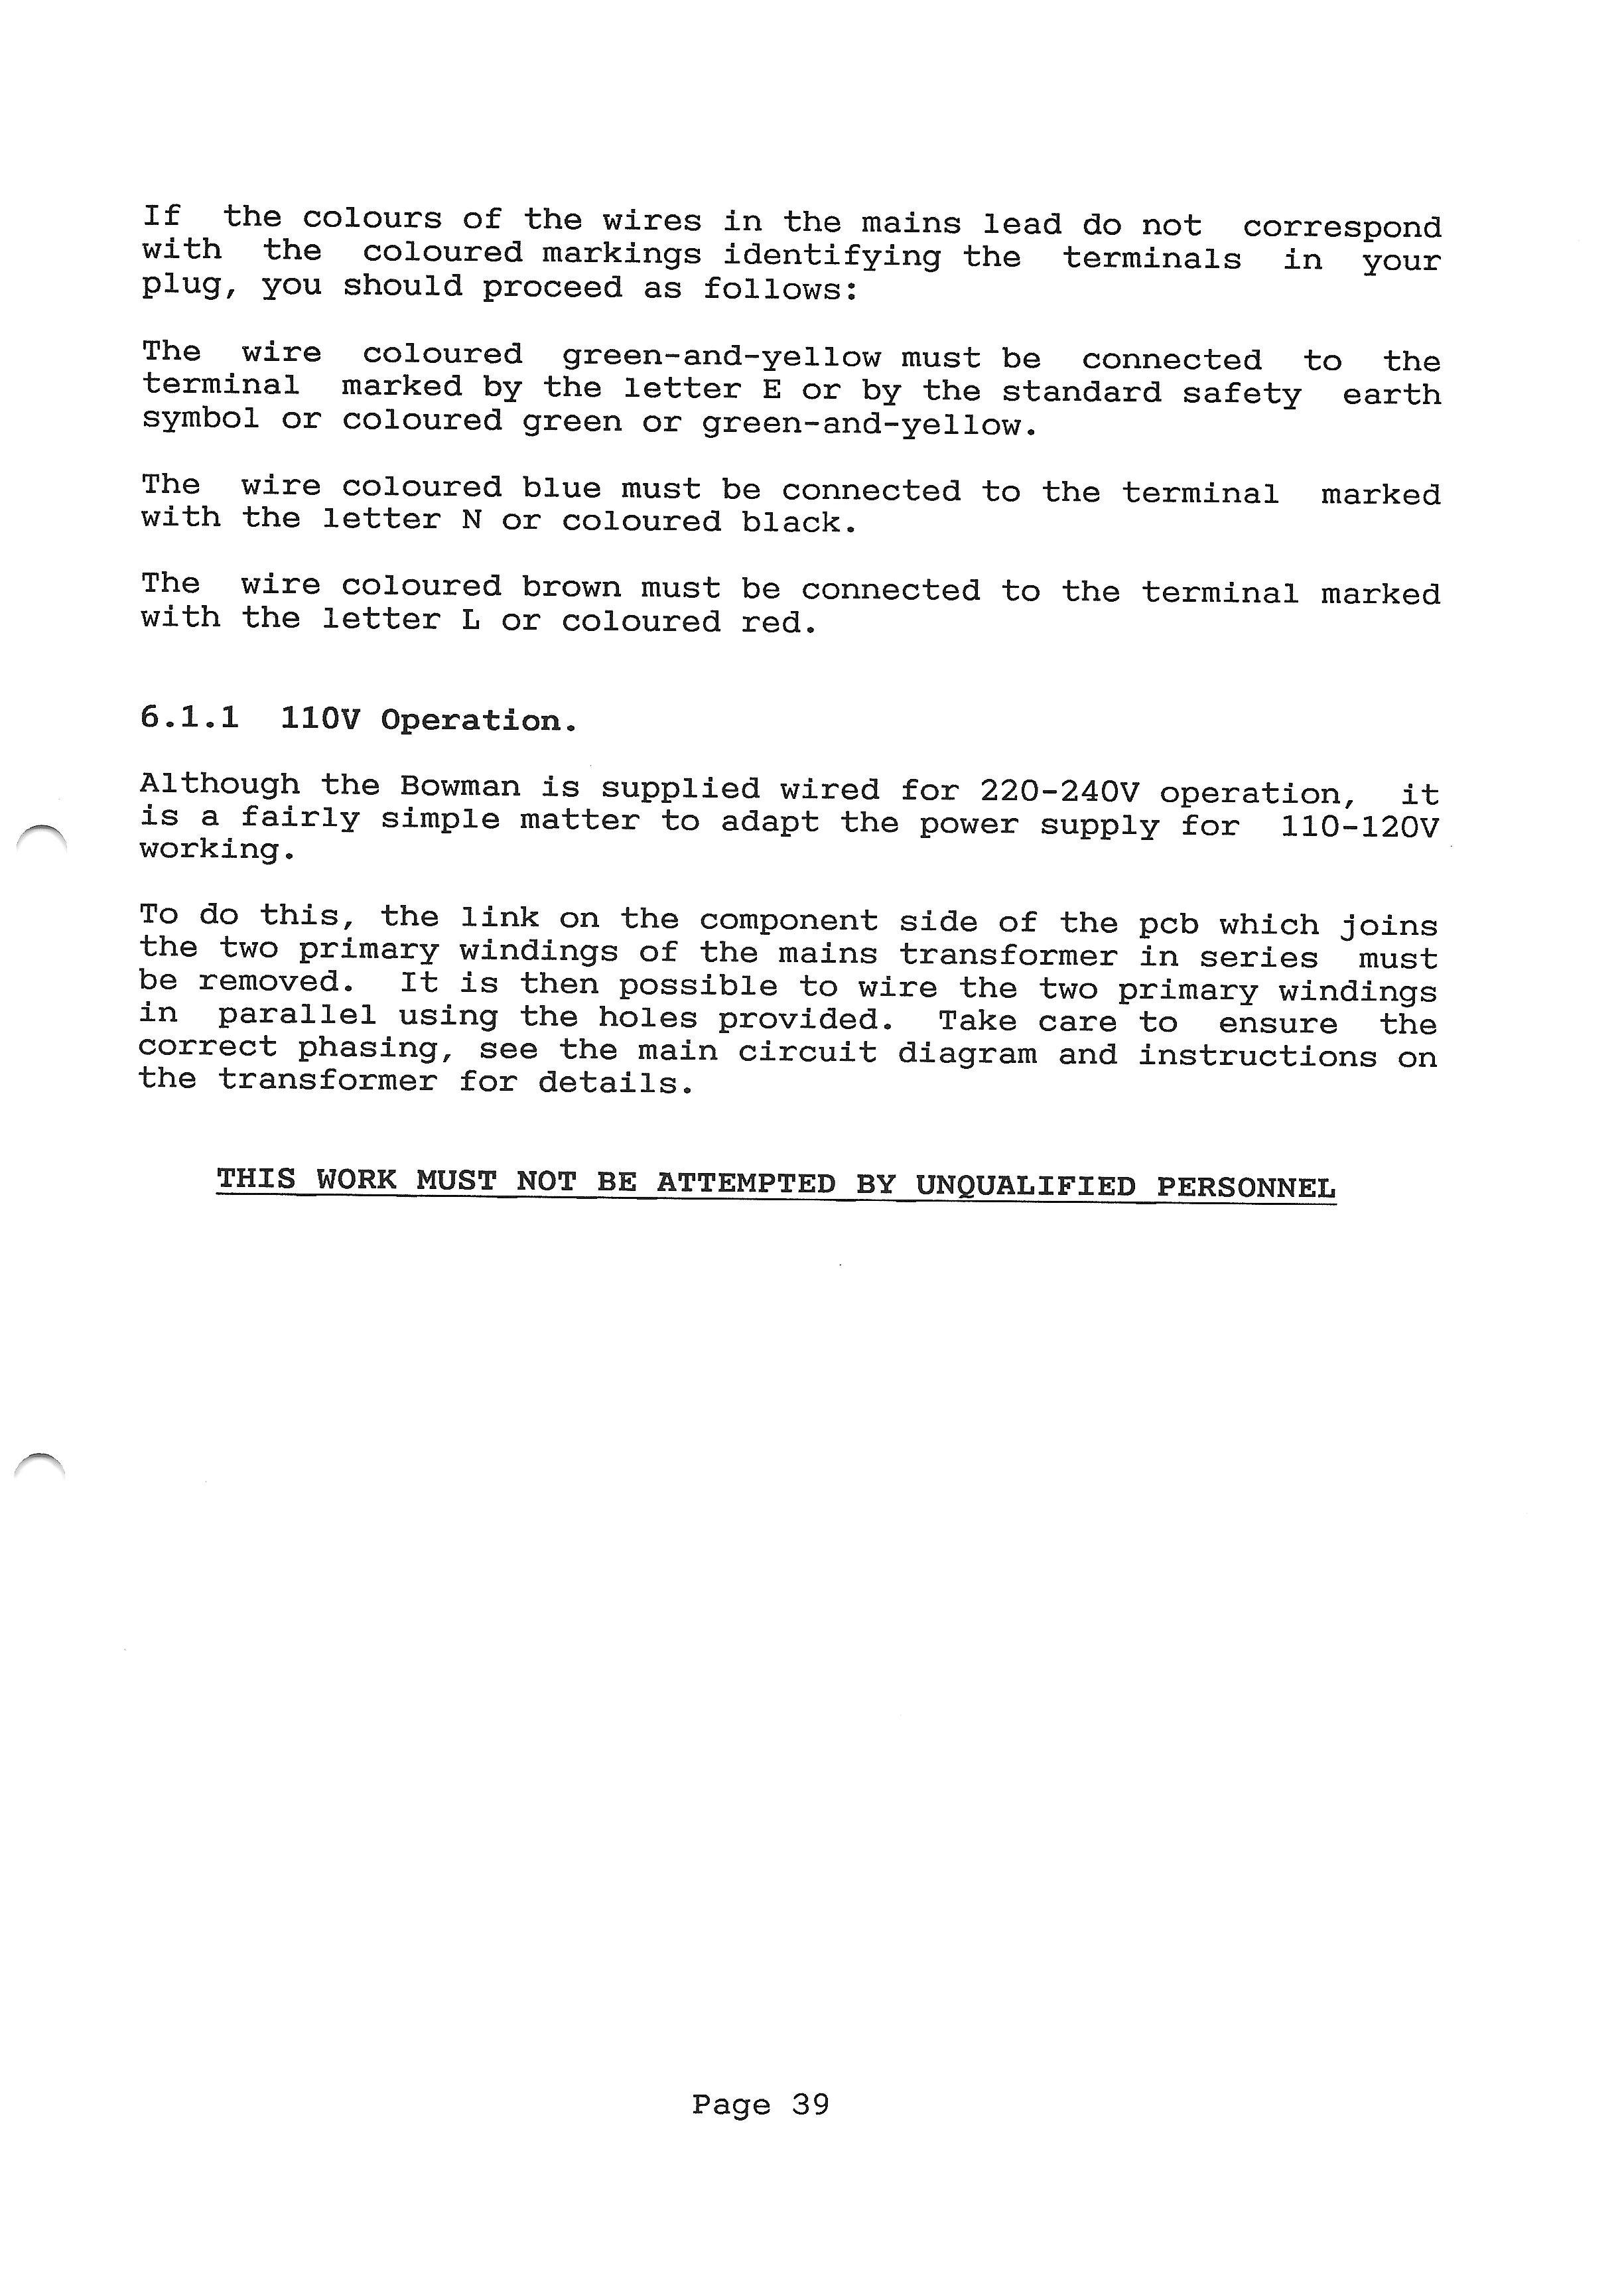 If the colours of the wires in the mains lead do not correspond
with the coloured markings identifying the terminals in your
plug, you should proceed as follows:
The wire coloured green-and-yellow must be connected to the
terminal marked by the letter E or by the standard safety earth
symbol or coloured green or green-and-yellow.
The wire coloured blue must be connected to the terminal marked
with the letter N or coloured black.
The wire coloured brown must be connected to the terminal marked
with the letter L or coloured red.
6.1.1 110V Operation.
Although the Bowman is supplied wired for 220-240V operation, it
is a fairly simple matter to adapt the power supply for 110-120V
working.
To do this, the link on the component side of the pcb which joins
the two primary windings of the mains transformer in series must
be removed. It is then possible to wire the two primary windings
in parallel using the holes provided. Take care to ensure the
correct phasing, see the main circuit diagram and instructions on
the transformer for details.
THIS WORK MUST NOT BE ATTEMPTED BY UNQUALIFIED PERSONNEL
Page 39